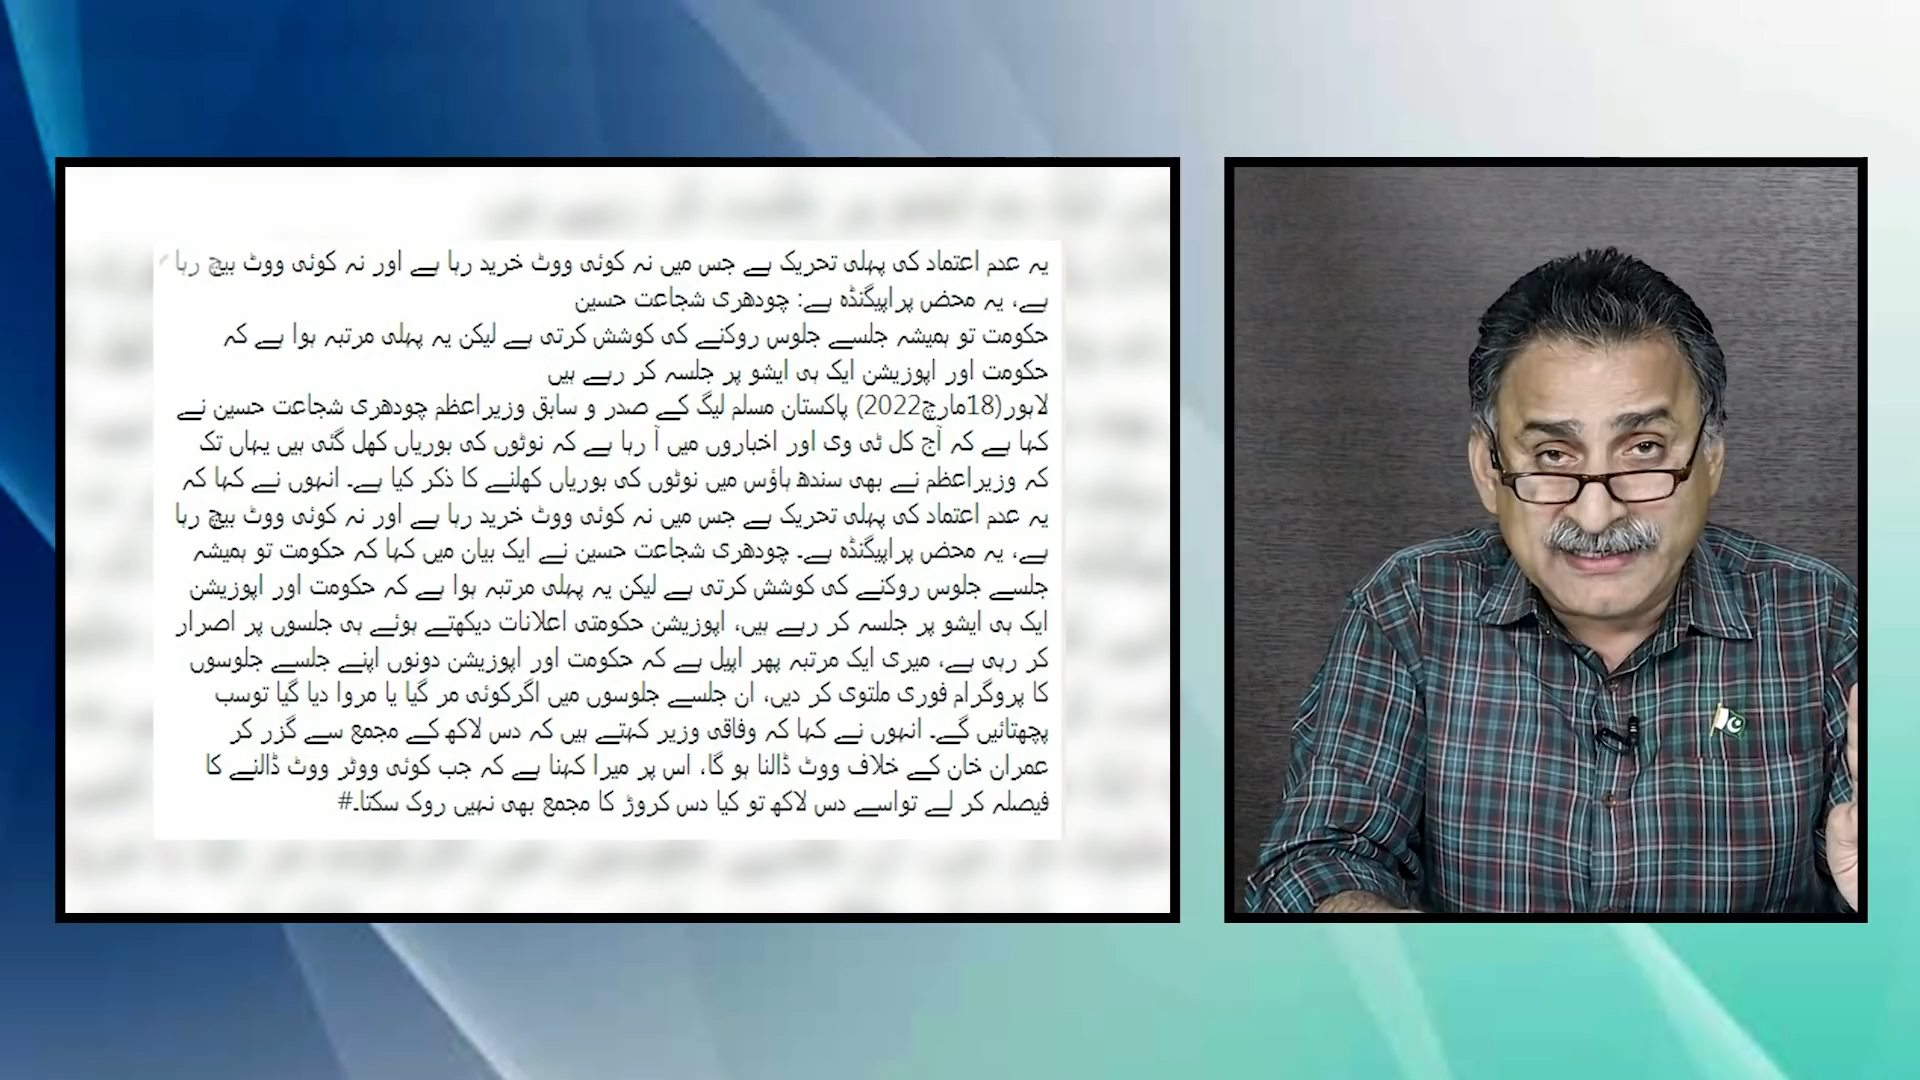 یہ عدم اعتماد کی پہلی تحریک ہے جس میں نہ کوئی ووٹ خرید رہا ہے اور نہ کوئی ووٹ بیچ رہا
ہے، یہ محض پراپیگنڈہ ہے: چودھری شجاعت حسین
حکومت تو ہمیشہ جلسے جلوس روکنے کی کوشش کرتی ہے لیکن یہ پہلی مرتبہ ہوا ہے کہ
حکومت اور اپوزیشن ایک ہی ایشو پر جلسہ کر رہے ہیں
لاہور(18مارچ2022) پاکستان مسلم لیگ کے صدر و سابق وزیراعظم چودھری شجاعت حسین نے
کہا ہے کہ آج کل ٹی وی اور اخباروں میں آ رہا ہے کہ نوٹوں کی بوریاں کھل گئی ہیں یہاں تک
کہ وزیراعظم نے بھی سندھ ہاؤس میں نوٹوں کی بوریاں کھلنے کا ذکر کیا ہے۔ انہوں نے کہا کہ
یہ عدم اعتماد کی پہلی تحریک ہے جس میں نہ کوئی ووٹ خرید رہا ہے اور نہ کوئی ووٹ بیچ رہا
ہے، یہ محض پراپیگنڈہ ہے۔ چودھری شجاعت حسین نے ایک بیان میں کہا کہ حکومت تو ہمیشہ
جلسے جلوس روکنے کی کوشش کرتی ہے لیکن یہ پہلی مرتبہ ہوا ہے کہ حکومت اور اپوزیشن
ایک ہی ایشو پر جلسہ کر رہے ہیں، اپوزیشن حکومتی اعلانات دیکھتے ہوئے ہی جلسوں پر اصرار
کر رہی ہے، میری ایک مرتبہ پھر اپیل ہے کہ حکومت اور اپوزیشن دونوں اپنے جلسے جلوسوں
کا پروگرام فوری ملتوی کر دیں، ان جلسے جلوسوں میں اگرکوئی مر گیا یا مروا دیا گیا توسب
پچھتائیں گے۔ انہوں نے کہا کہ وفاقی وزیر کہتے ہیں کہ دس لاکھ کے مجمع سے گزر کر
عمران خان کے خلاف ووٹ ڈالنا ہو گا، اس پر میرا کہنا ہے کہ جب کوئی ووٹر ووٹ ڈالنے کا
فیصلہ کر لے تواسے دس لاکھ تو کیا دس کروڑ کا مجمع بھی نہیں روک سکتا۔#